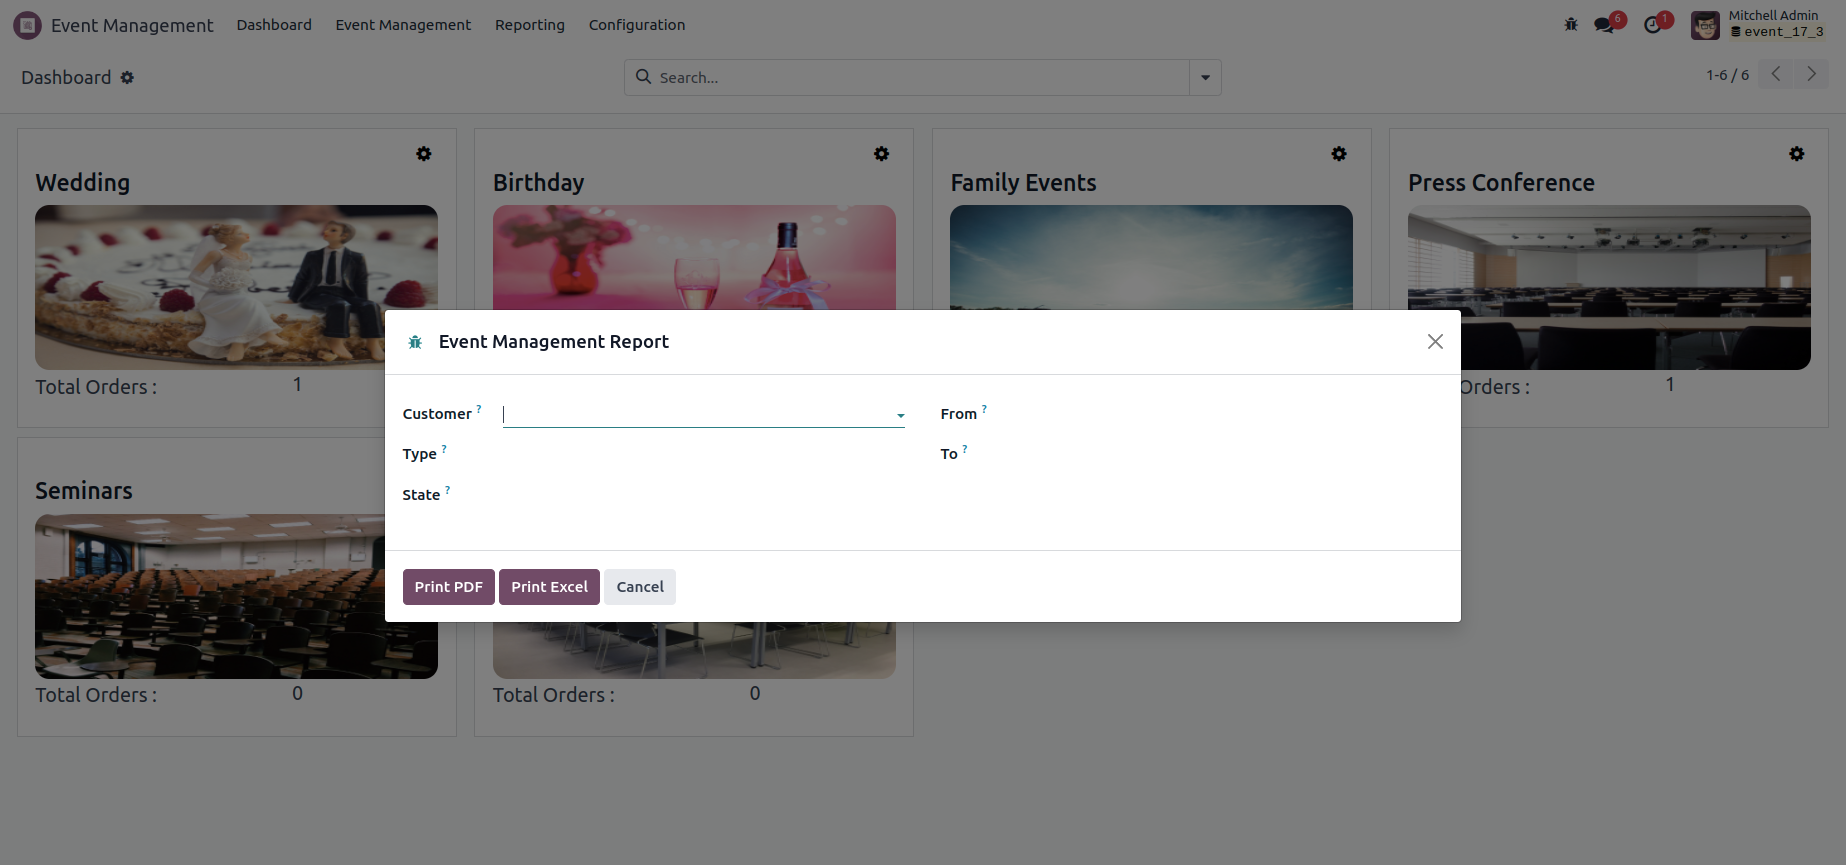 Event Management Dashboard Event Management Reporting Configuration 6 1 Mitchell Admin
event_17_3
Dashboard Search... 1-6 / 6
Wedding Birthday Family Events Press Conference
Event Management Report
Customer ? From ?
Type ? To ?
State ?
Print PDF Print Excel Cancel
Total Orders : 1 Orders : 1
Seminars
Total Orders : 0 Total Orders : 0